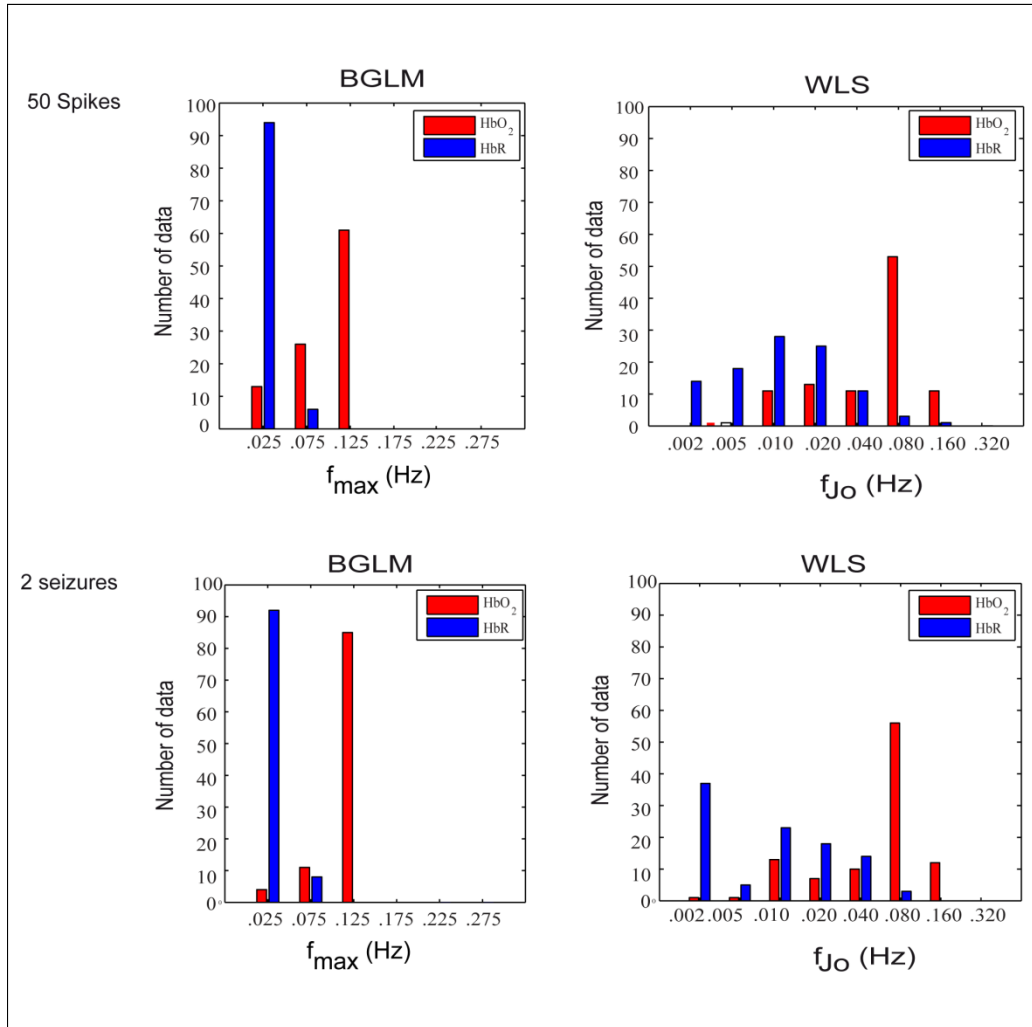 50 Spikes
BGLM
100
90
80
70
60
50
40
30
20
10
0
Number of data
HbO2
HbR
.025 .075 .125 .175 .225 .275
fmax (Hz)
WLS
100
90
80
70
60
50
40
30
20
10
0
Number of data
HbO2
HbR
.002 .005 .010 .020 .040 .080 .160 .320
fJo (Hz)
2 seizures
BGLM
100
90
80
70
60
50
40
30
20
10
0
Number of data
HbO2
HbR
.025 .075 .125 .175 .225 .275
fmax (Hz)
WLS
100
90
80
70
60
50
40
30
20
10
0
Number of data
HbO2
HbR
.002.005 .010 .020 .040 .080 .160 .320
fJo (Hz)